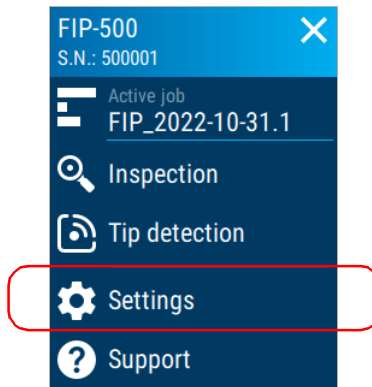 FIP-500
S.N.: 500001
Active job
FIP_2022-10-31.1
Inspection
Tip detection
Settings
Support